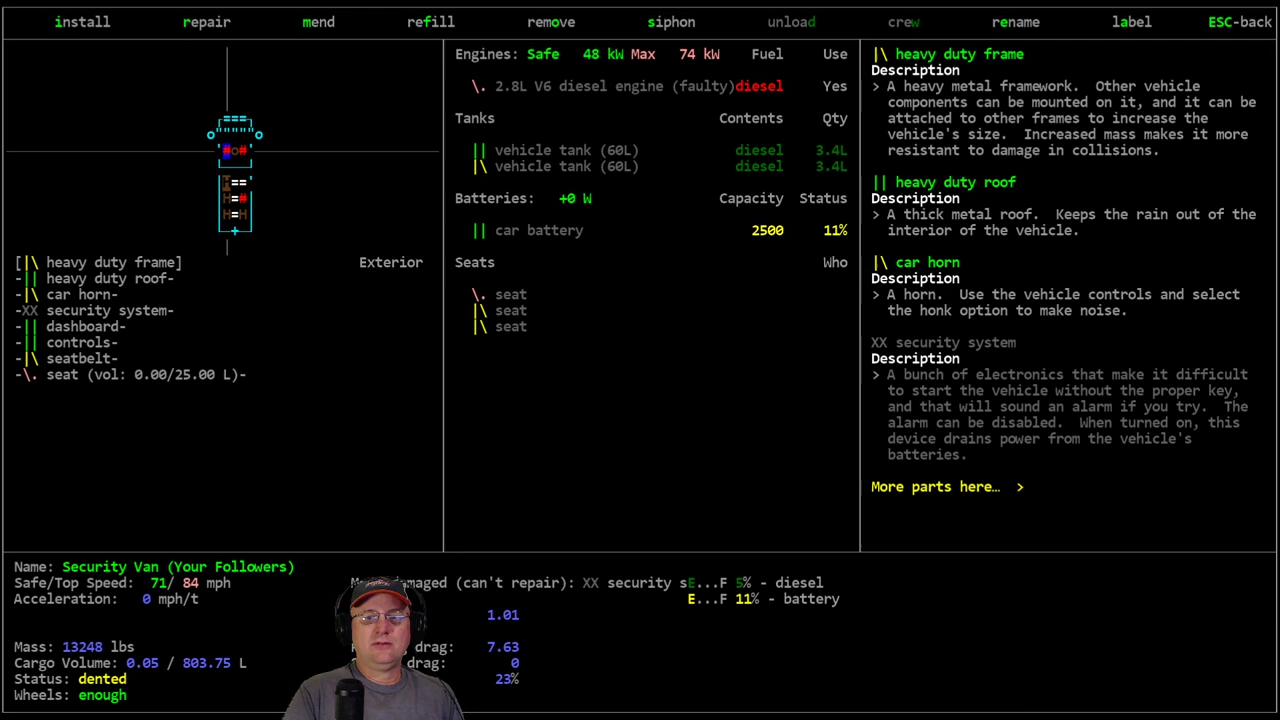 install repair mend refill remove siphon unload crew rename label ESC-back
Engines: Safe 48 kW Max 74 kW Fuel Use
\. 2.8L V6 diesel engine (faulty)diesel Yes
Tanks Contents Qty
|| vehicle tank (60L) diesel 3.4L
|\ vehicle tank (60L) diesel 3.4L
Batteries: +0 W Capacity Status
|| car battery 2500 11%
Seats Who
\. seat
|\ seat
|\ seat
[|\ heavy duty frame] Exterior
-|| heavy duty roof-
-|\ car horn-
-XX security system-
-|| dashboard-
-|| controls-
-|\ seatbelt-
-\. seat (vol: 0.00/25.00 L)-
|\ heavy duty frame
Description
> A heavy metal framework. Other vehicle
components can be mounted on it, and it can be
attached to other frames to increase the
vehicle's size. Increased mass makes it more
resistant to damage in collisions.
|| heavy duty roof
Description
> A thick metal roof. Keeps the rain out of the
interior of the vehicle.
|\ car horn
Description
> A horn. Use the vehicle controls and select
the honk option to make noise.
XX security system
Description
> A bunch of electronics that make it difficult
to start the vehicle without the proper key,
and that will sound an alarm if you try. The
alarm can be disabled. When turned on, this
device drains power from the vehicle's
batteries.
More parts here… >
Name: Security Van (Your Followers)
Safe/Top Speed: 71/ 84 mph
Acceleration: 0 mph/t
Mass: 13248 lbs
Cargo Volume: 0.05 / 803.75 L
Status: dented
Wheels: enough
damaged (can't repair): XX security sE...F 5% - diesel
E...F 11% - battery
1.01
drag: 7.63
drag: 0
23%